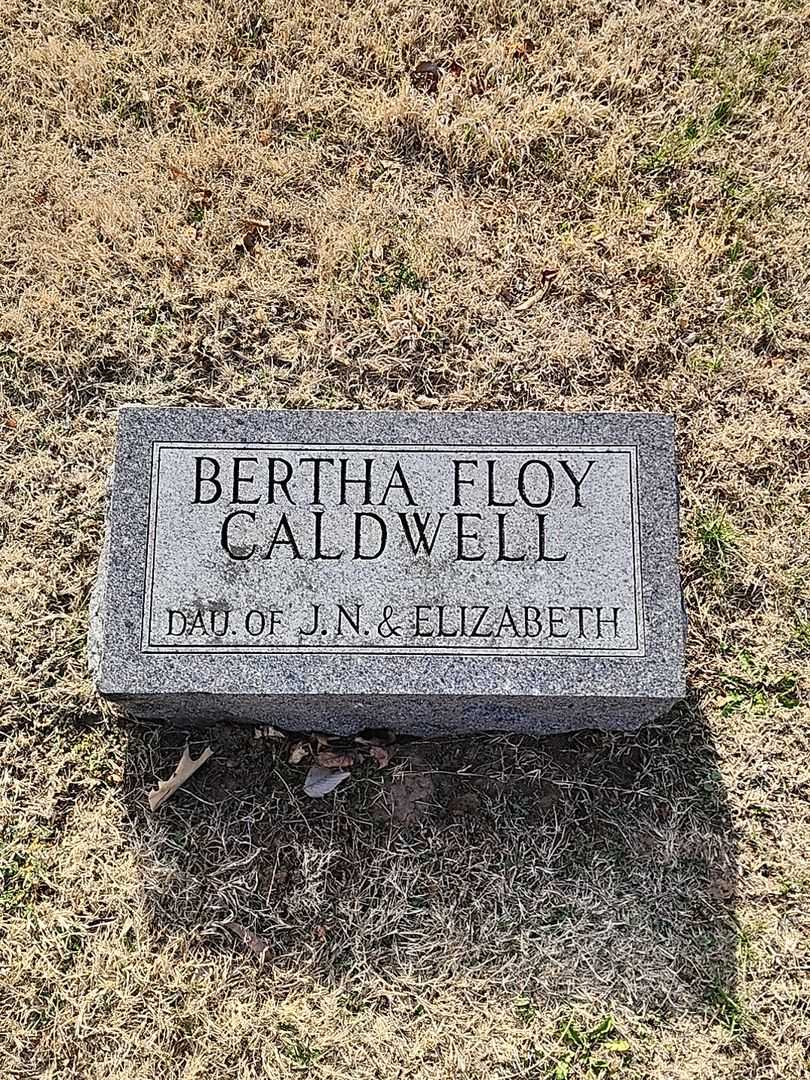 BERTHA FLOY
CALDWELL
DAU. OF J.N. & ELIZABETH